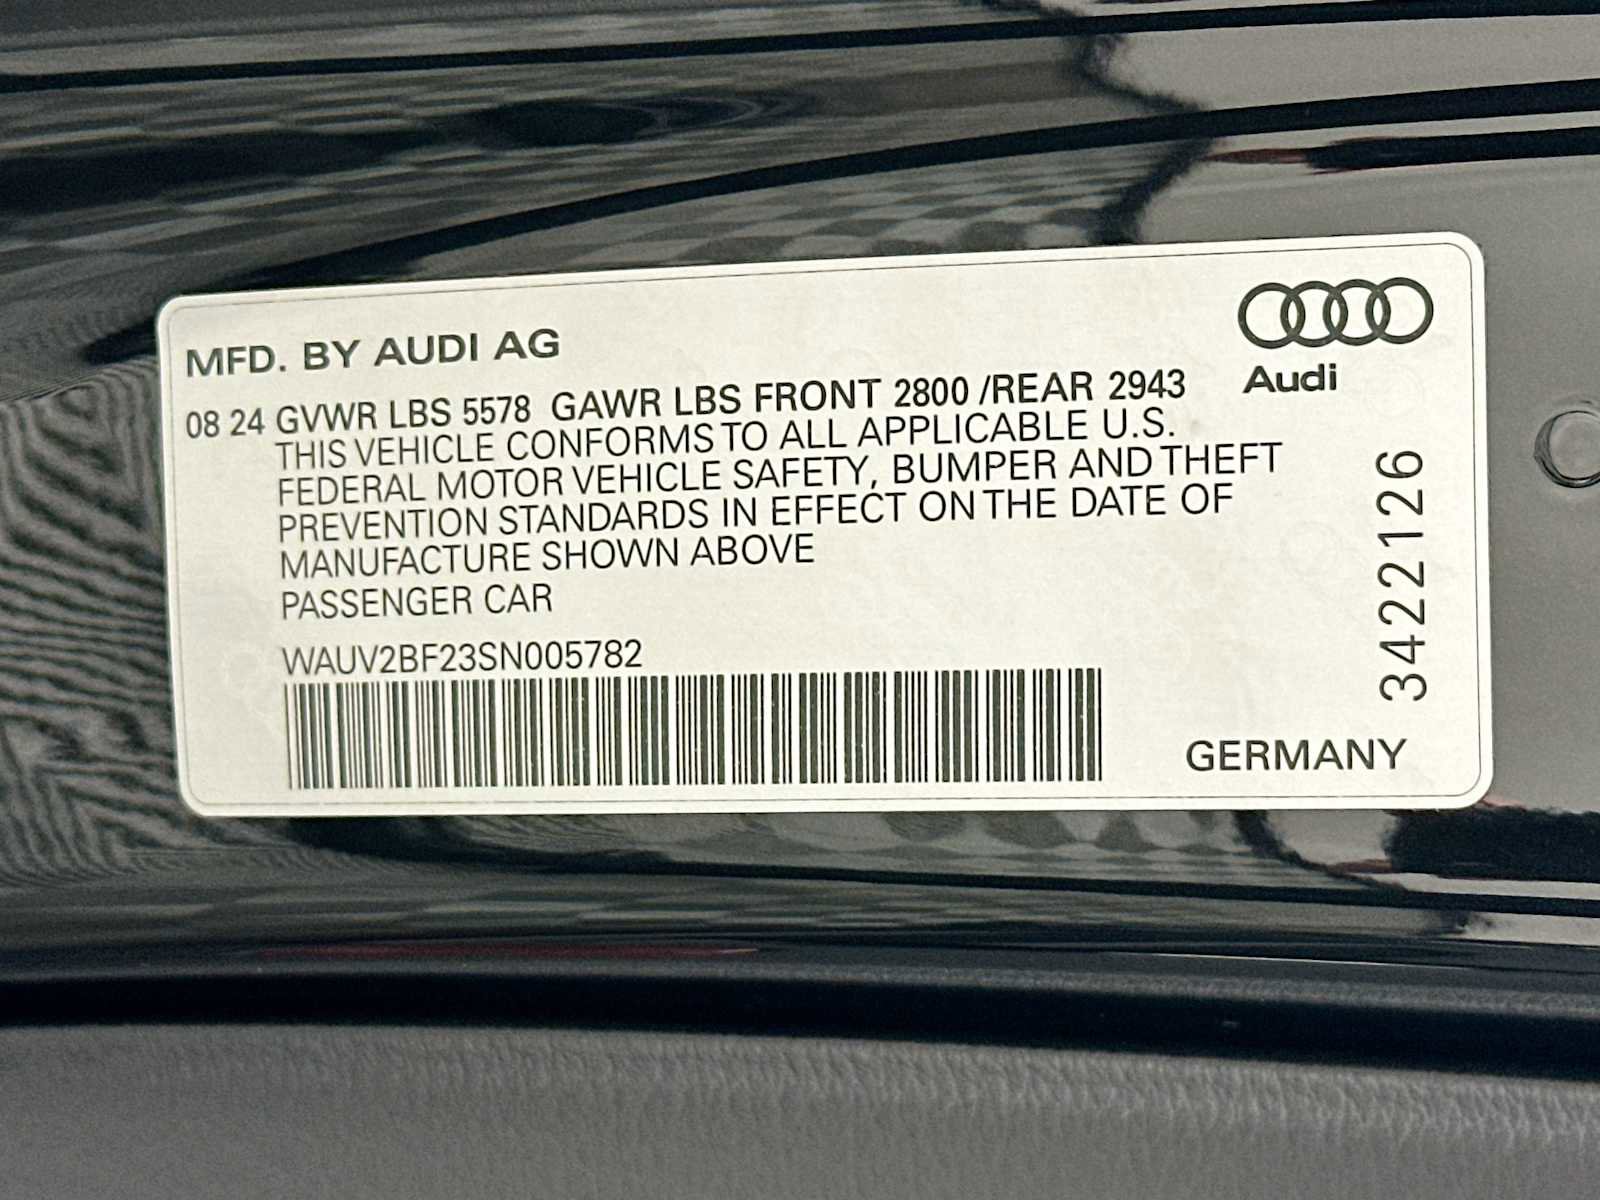 MFD. BY AUDI AG
Audi
08 24 GVWR LBS 5578 GAWR LBS FRONT 2800 /REAR 2943
THIS VEHICLE CONFORMS TO ALL APPLICABLE U.S.
FEDERAL MOTOR VEHICLE SAFETY, BUMPER AND THEFT
PREVENTION STANDARDS IN EFFECT ON THE DATE OF
MANUFACTURE SHOWN ABOVE
PASSENGER CAR
WAUV2BF23SN005782
3422126
GERMANY